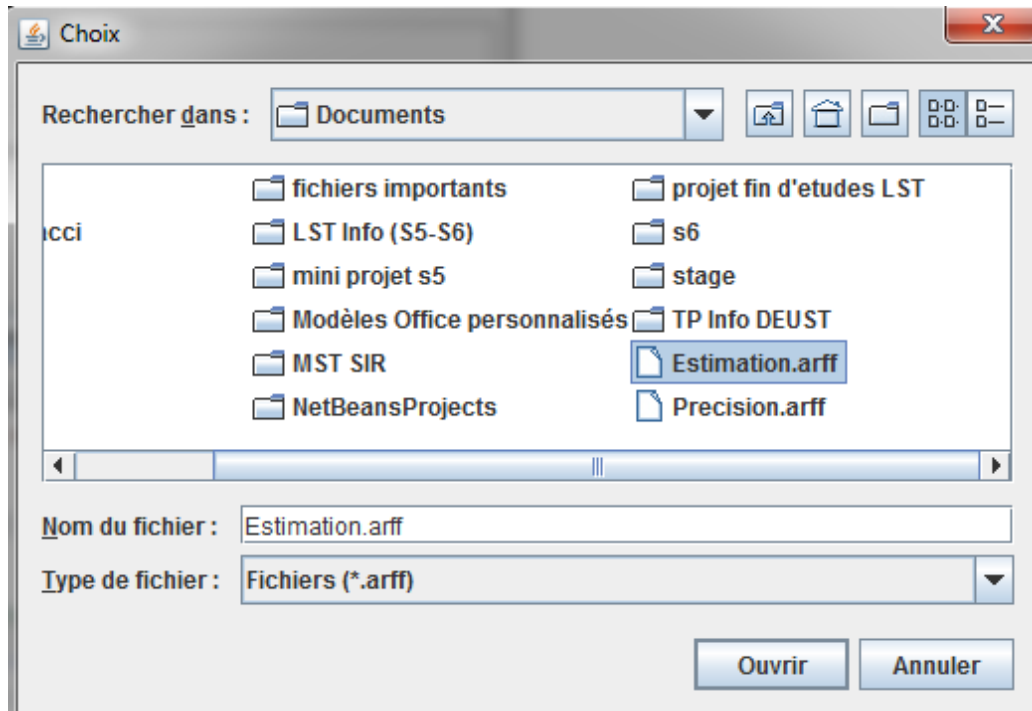 Choix
Rechercher dans : Documents
fichiers importants projet fin d'etudes LST
LST Info (S5-S6) s6
mini projet s5 stage
Modèles Office personnalisés TP Info DEUST
MST SIR Estimation.arff
NetBeansProjects Precision.arff
Nom du fichier : Estimation.arff
Type de fichier : Fichiers (*.arff)
Ouvrir Annuler